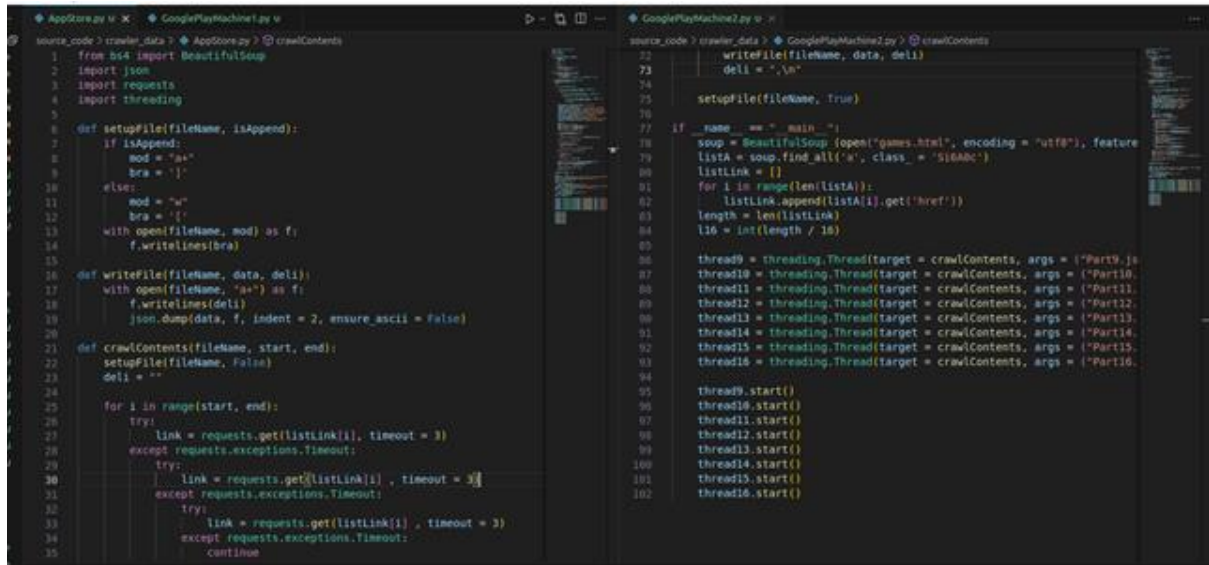 AppStore.py U
GooglePlayMachine1.py U
source_code > crawler_data > AppStore.py > crawlContents
1 from bs4 import BeautifulSoup
2 import json
3 import requests
4 import threading
5
6 def setupFile(fileName, isAppend):
7 if isAppend:
8 mod = "a+"
9 bra = ']'
10 else:
11 mod = "w"
12 bra = '['
13 with open(fileName, mod) as f:
14 f.writelines(bra)
15
16 def writeFile(fileName, data, deli):
17 with open(fileName, "a+") as f:
18 f.writelines(deli)
19 json.dump(data, f, indent = 2, ensure_ascii = False)
20
21 def crawlContents(fileName, start, end):
22 setupFile(fileName, False)
23 deli = ""
24
25 for i in range(start, end):
26 try:
27 link = requests.get(listLink[i], timeout = 3)
28 except requests.exceptions.Timeout:
29 try:
30 link = requests.get(listLink[i] , timeout = 3)
31 except requests.exceptions.Timeout:
32 try:
33 link = requests.get(listLink[i] , timeout = 3)
34 except requests.exceptions.Timeout:
35 continue
GooglePlayMachine2.py U
source_code > crawler_data > GooglePlayMachine2.py > crawlContents
72 writeFile(fileName, data, deli)
73 deli = ",\n"
74
75 setupFile(fileName, True)
76
77 if __name__ == "__main__":
78 soup = BeautifulSoup (open("games.html", encoding = "utf8"), feature
79 listA = soup.find_all('a', class_ = 'Si6A0c')
80 listLink = []
81 for i in range(len(listA)):
82 listLink.append(listA[i].get('href'))
83 length = len(listLink)
84 l16 = int(length / 16)
85
86 thread9 = threading.Thread(target = crawlContents, args = ("Part9.js
87 thread10 = threading.Thread(target = crawlContents, args = ("Part10.
88 thread11 = threading.Thread(target = crawlContents, args = ("Part11.
89 thread12 = threading.Thread(target = crawlContents, args = ("Part12.
90 thread13 = threading.Thread(target = crawlContents, args = ("Part13.
91 thread14 = threading.Thread(target = crawlContents, args = ("Part14.
92 thread15 = threading.Thread(target = crawlContents, args = ("Part15.
93 thread16 = threading.Thread(target = crawlContents, args = ("Part16.
94
95 thread9.start()
96 thread10.start()
97 thread11.start()
98 thread12.start()
99 thread13.start()
100 thread14.start()
101 thread15.start()
102 thread16.start()